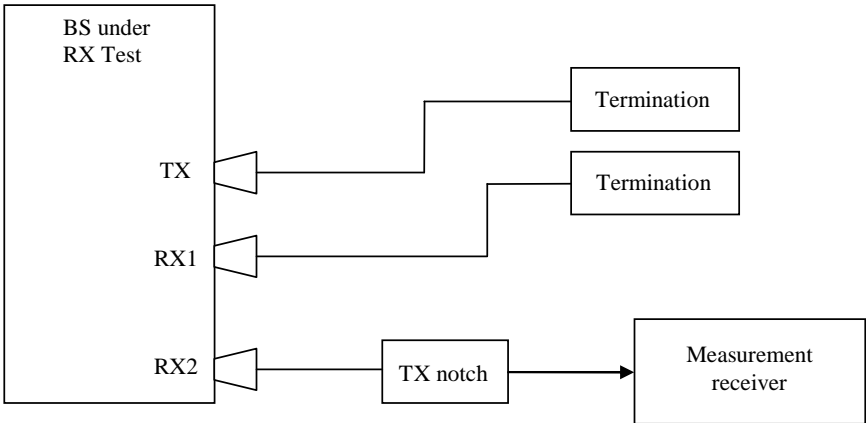 BS under
RX Test
Termination
TX
Termination
RX1
RX2
TX notch
Measurement
receiver